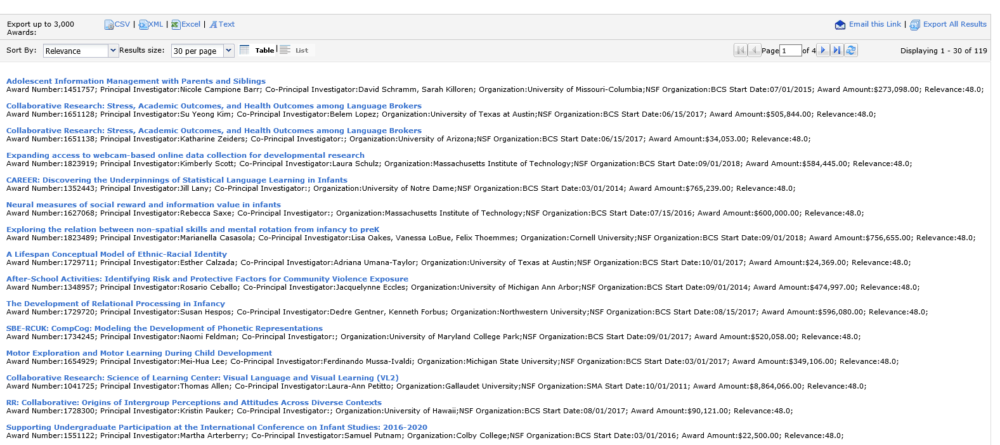 Export up to 3,000 Awards: CSV | XML | Excel | Text Email this Link | Export All Results
Sort By: Relevance Results size: 30 per page Table | List Page 1 of 4 Displaying 1 - 30 of 119
Adolescent Information Management with Parents and Siblings
Award Number:1451757; Principal Investigator:Nicole Campione Barr; Co-Principal Investigator:David Schramm, Sarah Killoren; Organization:University of Missouri-Columbia;NSF Organization:BCS Start Date:07/01/2015; Award Amount:$273,098.00; Relevance:48.0;
Collaborative Research: Stress, Academic Outcomes, and Health Outcomes among Language Brokers
Award Number:1651128; Principal Investigator:Su Yeong Kim; Co-Principal Investigator:Belem Lopez; Organization:University of Texas at Austin;NSF Organization:BCS Start Date:06/15/2017; Award Amount:$505,844.00; Relevance:48.0;
Collaborative Research: Stress, Academic Outcomes, and Health Outcomes among Language Brokers
Award Number:1651138; Principal Investigator:Katharine Zeiders; Co-Principal Investigator:; Organization:University of Arizona;NSF Organization:BCS Start Date:06/15/2017; Award Amount:$34,053.00; Relevance:48.0;
Expanding access to webcam-based online data collection for developmental research
Award Number:1823919; Principal Investigator:Kimberly Scott; Co-Principal Investigator:Laura Schulz; Organization:Massachusetts Institute of Technology;NSF Organization:BCS Start Date:09/01/2018; Award Amount:$584,445.00; Relevance:48.0;
CAREER: Discovering the Underpinnings of Statistical Language Learning in Infants
Award Number:1352443; Principal Investigator:Jill Lany; Co-Principal Investigator:; Organization:University of Notre Dame;NSF Organization:BCS Start Date:03/01/2014; Award Amount:$765,239.00; Relevance:48.0;
Neural measures of social reward and information value in infants
Award Number:1627068; Principal Investigator:Rebecca Saxe; Co-Principal Investigator:; Organization:Massachusetts Institute of Technology;NSF Organization:BCS Start Date:07/15/2016; Award Amount:$600,000.00; Relevance:48.0;
Exploring the relation between non-spatial skills and mental rotation from infancy to preK
Award Number:1823489; Principal Investigator:Marianella Casasola; Co-Principal Investigator:Lisa Oakes, Vanessa LoBue, Felix Thoemmes; Organization:Cornell University;NSF Organization:BCS Start Date:09/01/2018; Award Amount:$756,655.00; Relevance:48.0;
A Lifespan Conceptual Model of Ethnic-Racial Identity
Award Number:1729711; Principal Investigator:Esther Calzada; Co-Principal Investigator:Adriana Umana-Taylor; Organization:University of Texas at Austin;NSF Organization:BCS Start Date:10/01/2017; Award Amount:$24,369.00; Relevance:48.0;
After-School Activities: Identifying Risk and Protective Factors for Community Violence Exposure
Award Number:1348957; Principal Investigator:Rosario Ceballo; Co-Principal Investigator:Jacquelynne Eccles; Organization:University of Michigan Ann Arbor;NSF Organization:BCS Start Date:09/01/2014; Award Amount:$474,997.00; Relevance:48.0;
The Development of Relational Processing in Infancy
Award Number:1729720; Principal Investigator:Susan Hespos; Co-Principal Investigator:Dedre Gentner, Kenneth Forbus; Organization:Northwestern University;NSF Organization:BCS Start Date:08/15/2017; Award Amount:$596,080.00; Relevance:48.0;
SBE-RCUK: CompCog: Modeling the Development of Phonetic Representations
Award Number:1734245; Principal Investigator:Naomi Feldman; Co-Principal Investigator:; Organization:University of Maryland College Park;NSF Organization:BCS Start Date:09/01/2017; Award Amount:$520,058.00; Relevance:48.0;
Motor Exploration and Motor Learning During Child Development
Award Number:1654929; Principal Investigator:Mei-Hua Lee; Co-Principal Investigator:Ferdinando Mussa-Ivaldi; Organization:Michigan State University;NSF Organization:BCS Start Date:03/01/2017; Award Amount:$349,106.00; Relevance:48.0;
Collaborative Research: Science of Learning Center: Visual Language and Visual Learning (VL2)
Award Number:1041725; Principal Investigator:Thomas Allen; Co-Principal Investigator:Laura-Ann Petitto; Organization:Gallaudet University;NSF Organization:SMA Start Date:10/01/2011; Award Amount:$8,864,066.00; Relevance:48.0;
RR: Collaborative: Origins of Intergroup Perceptions and Attitudes Across Diverse Contexts
Award Number:1728300; Principal Investigator:Kristin Pauker; Co-Principal Investigator:; Organization:University of Hawaii;NSF Organization:BCS Start Date:08/01/2017; Award Amount:$90,121.00; Relevance:48.0;
Supporting Undergraduate Participation at the International Conference on Infant Studies: 2016-2020
Award Number:1551122; Principal Investigator:Martha Arterberry; Co-Principal Investigator:Samuel Putnam; Organization:Colby College;NSF Organization:BCS Start Date:03/01/2016; Award Amount:$22,500.00; Relevance:48.0;